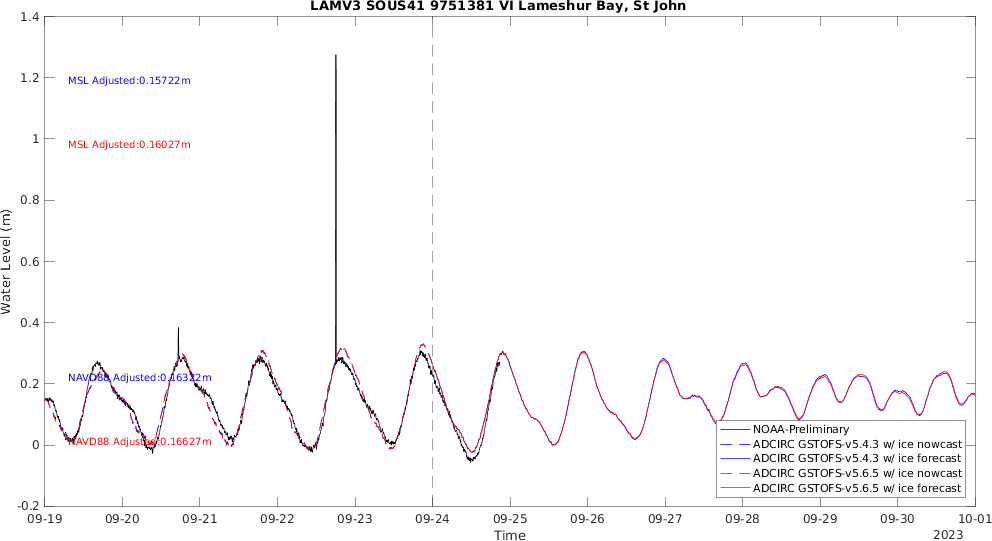 LAMV3 SOUS41 9751381 VI Lameshur Bay, St John
1.4
1.2
1
0.8
0.6
0.4
0.2
0
-0.2
Water Level (m)
MSL Adjusted:0.15722m
MSL Adjusted:0.16027m
NAVD88 Adjusted:0.16322m
NAVD88 Adjusted:0.16627m
NOAA-Preliminary
ADCIRC GSTOFS-v5.4.3 w/ ice nowcast
ADCIRC GSTOFS-v5.4.3 w/ ice forecast
ADCIRC GSTOFS-v5.6.5 w/ ice nowcast
ADCIRC GSTOFS-v5.6.5 w/ ice forecast
09-19 09-20 09-21 09-22 09-23 09-24 09-25 09-26 09-27 09-28 09-29 09-30 10-01
Time
2023